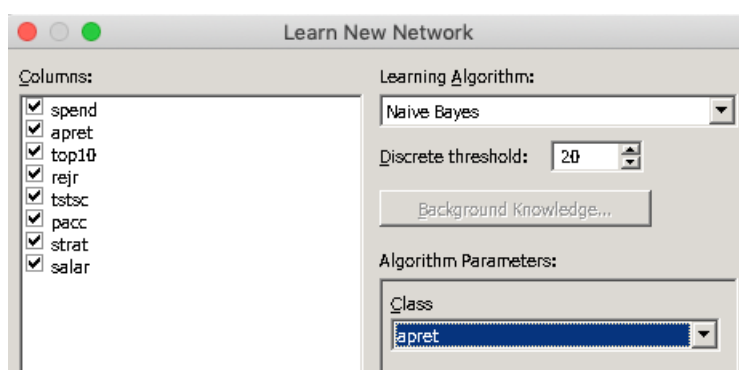 Learn New Network
Columns:
spend
apret
top10
rejr
tstsc
pacc
strat
salar
Learning Algorithm:
Naive Bayes
Discrete threshold: 20
Background Knowledge...
Algorithm Parameters:
Class
apret